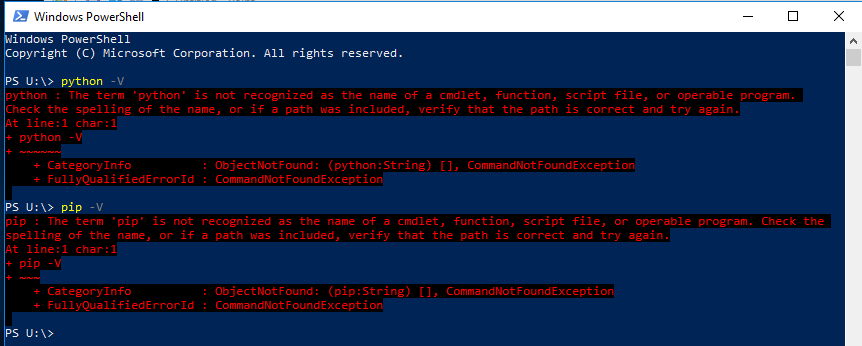 Windows PowerShell
Windows PowerShell
Copyright (C) Microsoft Corporation. All rights reserved.
PS U:\> python -V
python : The term 'python' is not recognized as the name of a cmdlet, function, script file, or operable program.
Check the spelling of the name, or if a path was included, verify that the path is correct and try again.
At line:1 char:1
+ python -V
+ ~~~~~~
    + CategoryInfo          : ObjectNotFound: (python:String) [], CommandNotFoundException
    + FullyQualifiedErrorId : CommandNotFoundException
PS U:\> pip -V
pip : The term 'pip' is not recognized as the name of a cmdlet, function, script file, or operable program. Check the
spelling of the name, or if a path was included, verify that the path is correct and try again.
At line:1 char:1
+ pip -V
+ ~~~
    + CategoryInfo          : ObjectNotFound: (pip:String) [], CommandNotFoundException
    + FullyQualifiedErrorId : CommandNotFoundException
PS U:\>